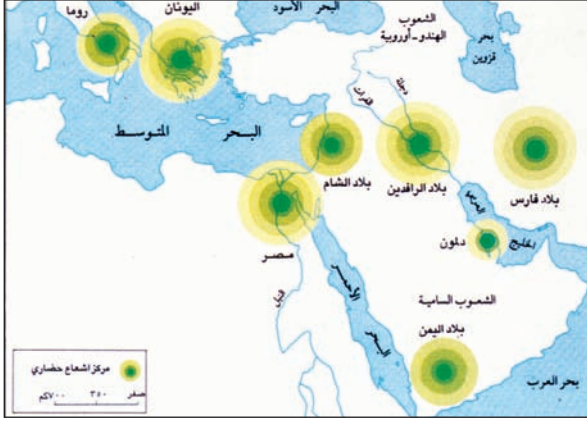 روما
اليونان
البحر الأسود
الشعوب
الهندو-أوروبية
بحر
قزوين
دجلة
الفرات
البحر
المتوسط
بلاد الشام
بلاد الرافدين
بلاد فارس
مصر
النيل
البحر
الأحمر
الخليج
العربي
دلمون
الشعوب السامية
بلاد اليمن
بحر العرب
مركز اشعاع حضاري
صفر ٣٥٠ ٧٠٠كم